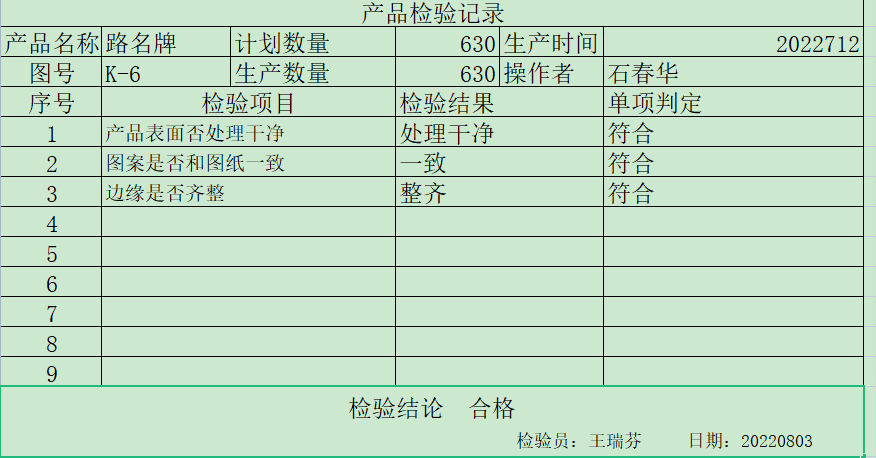 产品检验记录
产品名称 路名牌 计划数量 630 生产时间 2022712
图号 K-6 生产数量 630 操作者 石春华
序号 检验项目 检验结果 单项判定
1 产品表面否处理干净 处理干净 符合
2 图案是否和图纸一致 一致 符合
3 边缘是否齐整 整齐 符合
4
5
6
7
8
9
检验结论 合格
检验员：王瑞芬 日期：20220803